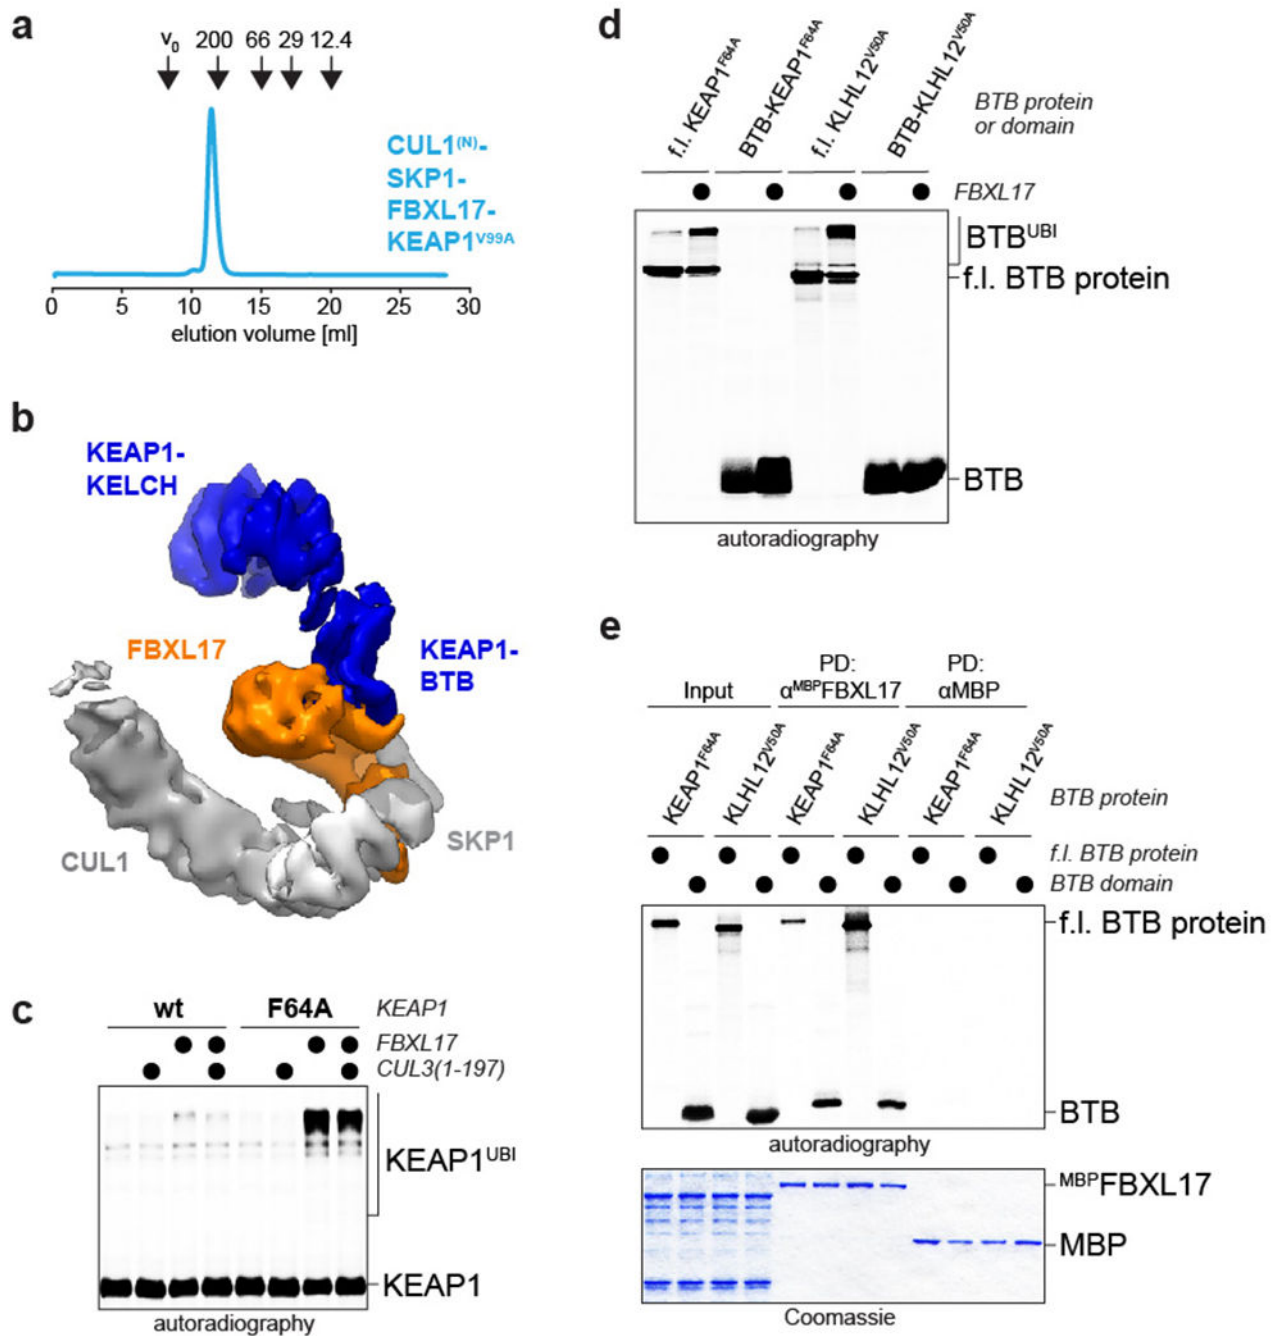 a
v0 200 66 29 12.4
CUL1(N)-
SKP1-
FBXL17-
KEAP1V99A
0 5 10 15 20 25 30
elution volume [ml]
b
KEAP1-
KELCH
FBXL17
KEAP1-
BTB
CUL1
SKP1
c
wt F64A KEAP1
FBXL17
CUL3(1-197)
KEAP1UBI
KEAP1
autoradiography
d
f.l. KEAP1F64A
BTB-KEAP1F64A
f.l. KLHL12V50A
BTB-KLHL12V50A
BTB protein
or domain
FBXL17
BTBUBI
f.l. BTB protein
BTB
autoradiography
e
Input
PD:
αMBPFBXL17
PD:
αMBP
KEAP1F64A
KLHL12V50A
KEAP1F64A
KLHL12V50A
KEAP1F64A
KLHL12V50A
BTB protein
f.l. BTB protein
BTB domain
f.l. BTB protein
BTB
autoradiography
MBPFBXL17
MBP
Coomassie